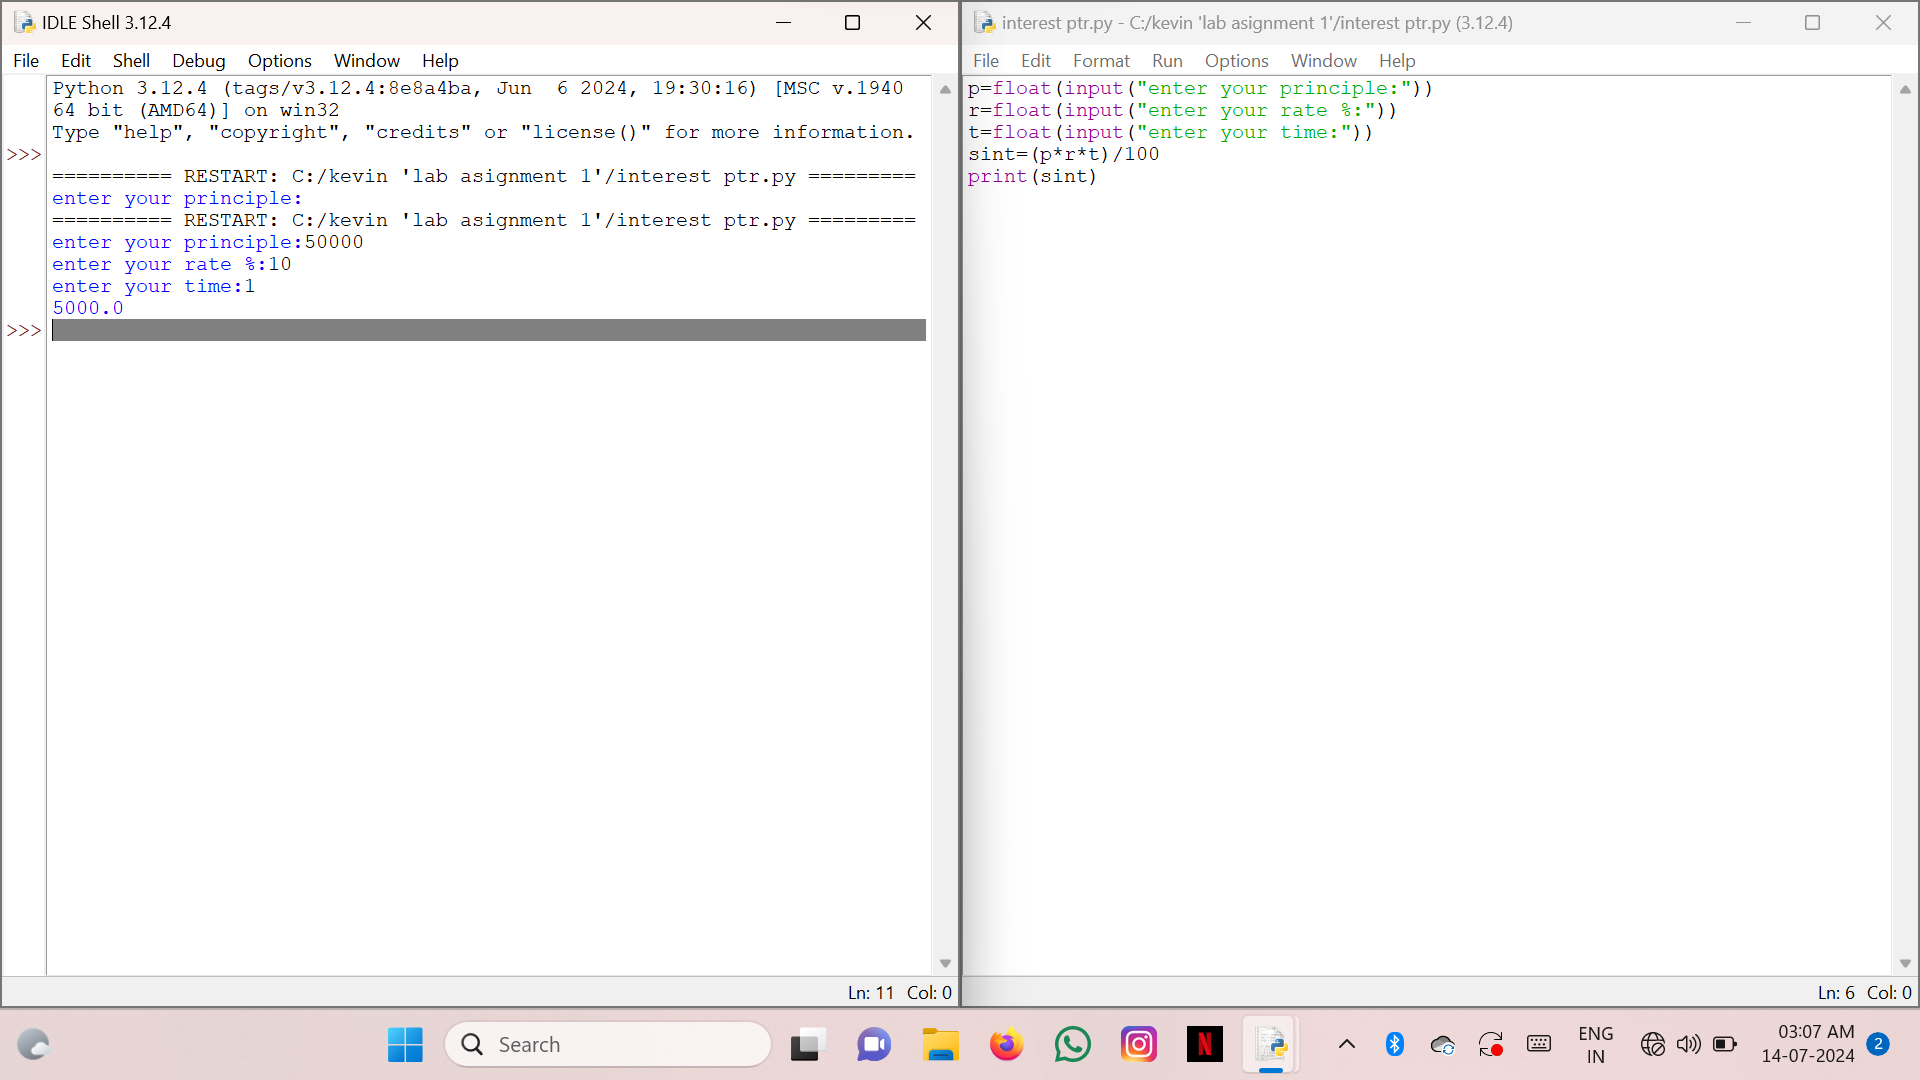 IDLE Shell 3.12.4
File Edit Shell Debug Options Window Help
Python 3.12.4 (tags/v3.12.4:8e8a4ba, Jun  6 2024, 19:30:16) [MSC v.1940
64 bit (AMD64)] on win32
Type "help", "copyright", "credits" or "license()" for more information.
>>>
========== RESTART: C:/kevin 'lab asignment 1'/interest ptr.py =========
enter your principle:
========== RESTART: C:/kevin 'lab asignment 1'/interest ptr.py =========
enter your principle:50000
enter your rate %:10
enter your time:1
5000.0
>>>
Ln: 11 Col: 0
interest ptr.py - C:/kevin 'lab asignment 1'/interest ptr.py (3.12.4)
File Edit Format Run Options Window Help
p=float(input("enter your principle:"))
r=float(input("enter your rate %:"))
t=float(input("enter your time:"))
sint=(p*r*t)/100
print(sint)
Ln: 6 Col: 0
Search
N
ENG
IN
03:07 AM
14-07-2024
2